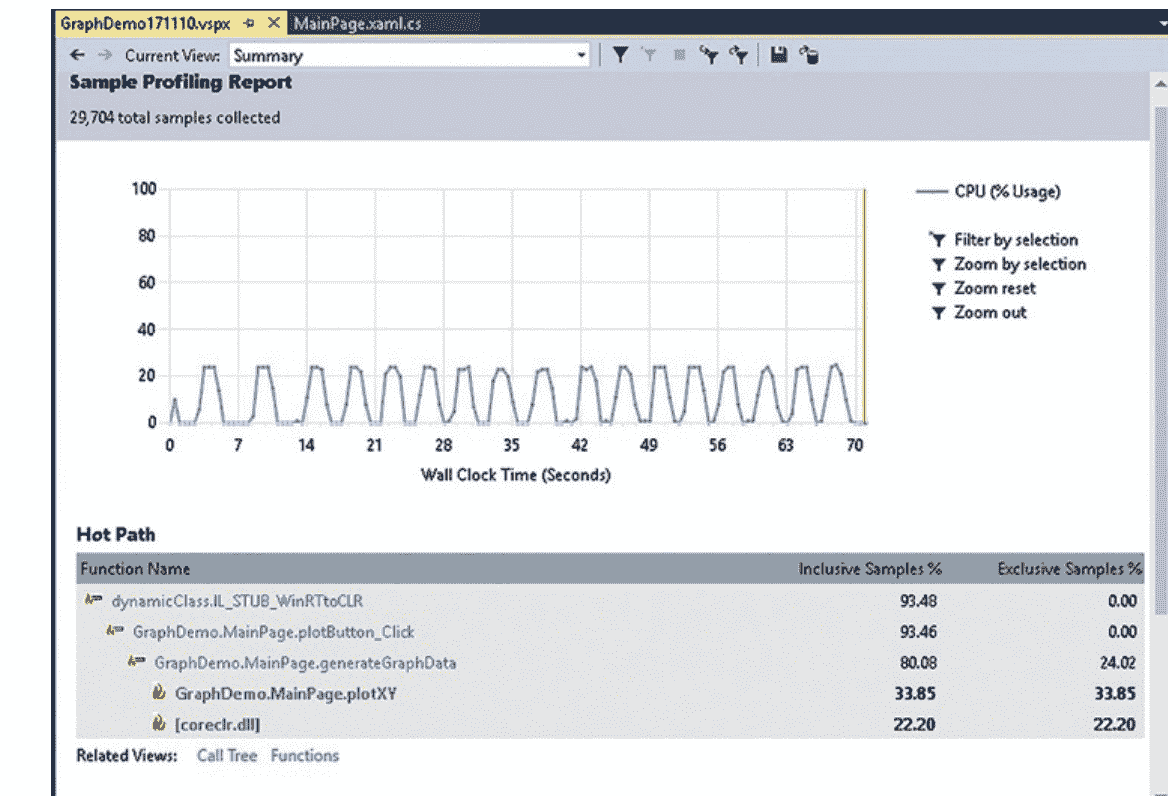 GraphDemo171110.vspx MainPage.xaml.cs
Current View: Summary
Sample Profiling Report
29,704 total samples collected
100
80
60
40
20
0
0 7 14 21 28 35 42 49 56 63 70
Wall Clock Time (Seconds)
CPU (% Usage)
Filter by selection
Zoom by selection
Zoom reset
Zoom out
Hot Path
Function Name Inclusive Samples % Exclusive Samples %
dynamicClass.IL_STUB_WinRTtoCLR 93.48 0.00
GraphDemo.MainPage.plotButton_Click 93.46 0.00
GraphDemo.MainPage.generateGraphData 80.08 24.02
GraphDemo.MainPage.plotXY 33.85 33.85
[coreclr.dll] 22.20 22.20
Related Views: Call Tree Functions